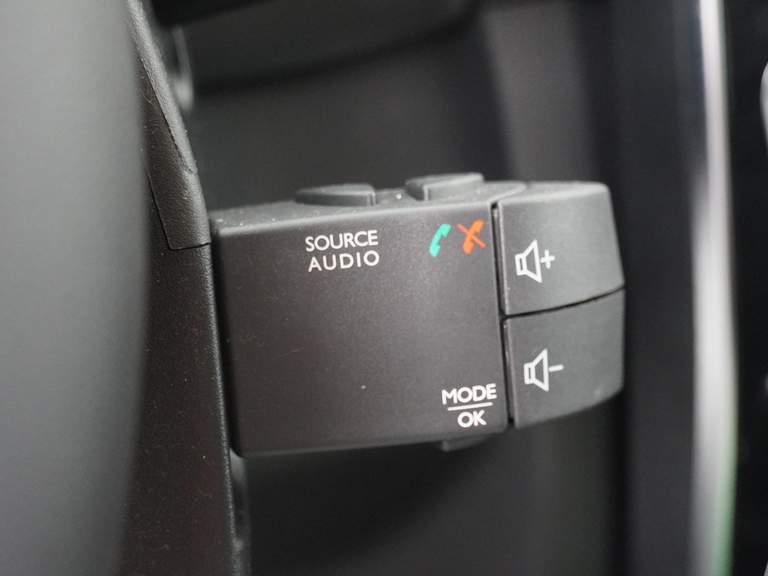 SOURCE
AUDIO
+
-
MODE
OK